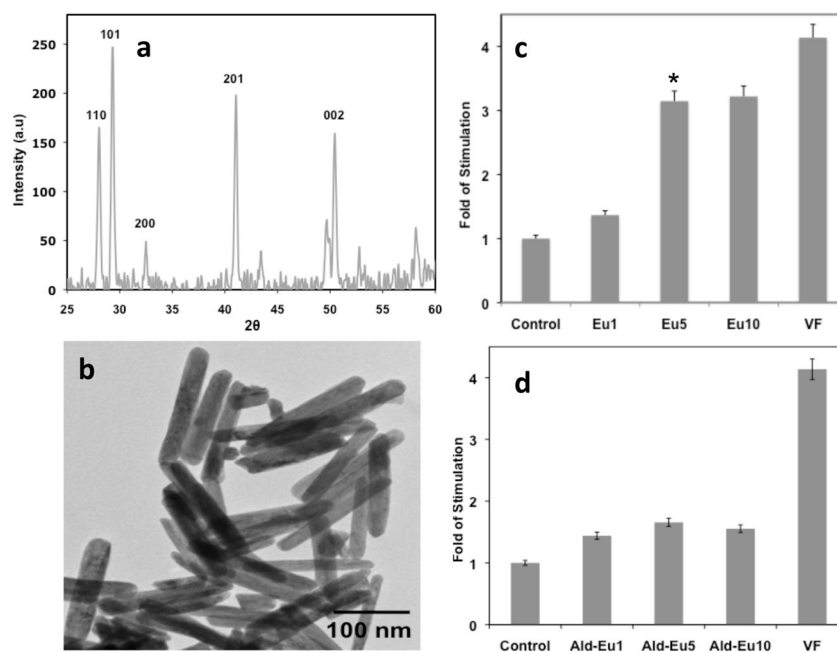 a
101
110
201
002
200
Intensity (a.u)
250
200
150
100
50
0
25 30 35 40 45 50 55 60
2θ
b
100 nm
c
*
Fold of Stimulation
4
3
2
1
0
Control Eu1 Eu5 Eu10 VF
d
Fold of Stimulation
4
3
2
1
0
Control Ald-Eu1 Ald-Eu5 Ald-Eu10 VF